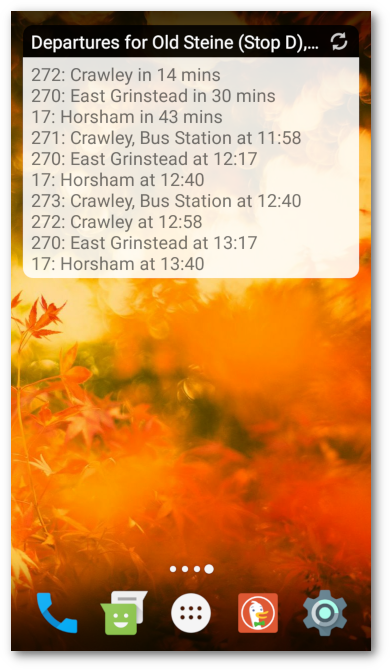 Departures for Old Steine (Stop D),...
272: Crawley in 14 mins
270: East Grinstead in 30 mins
17: Horsham in 43 mins
271: Crawley, Bus Station at 11:58
270: East Grinstead at 12:17
17: Horsham at 12:40
273: Crawley, Bus Station at 12:40
272: Crawley at 12:58
270: East Grinstead at 13:17
17: Horsham at 13:40